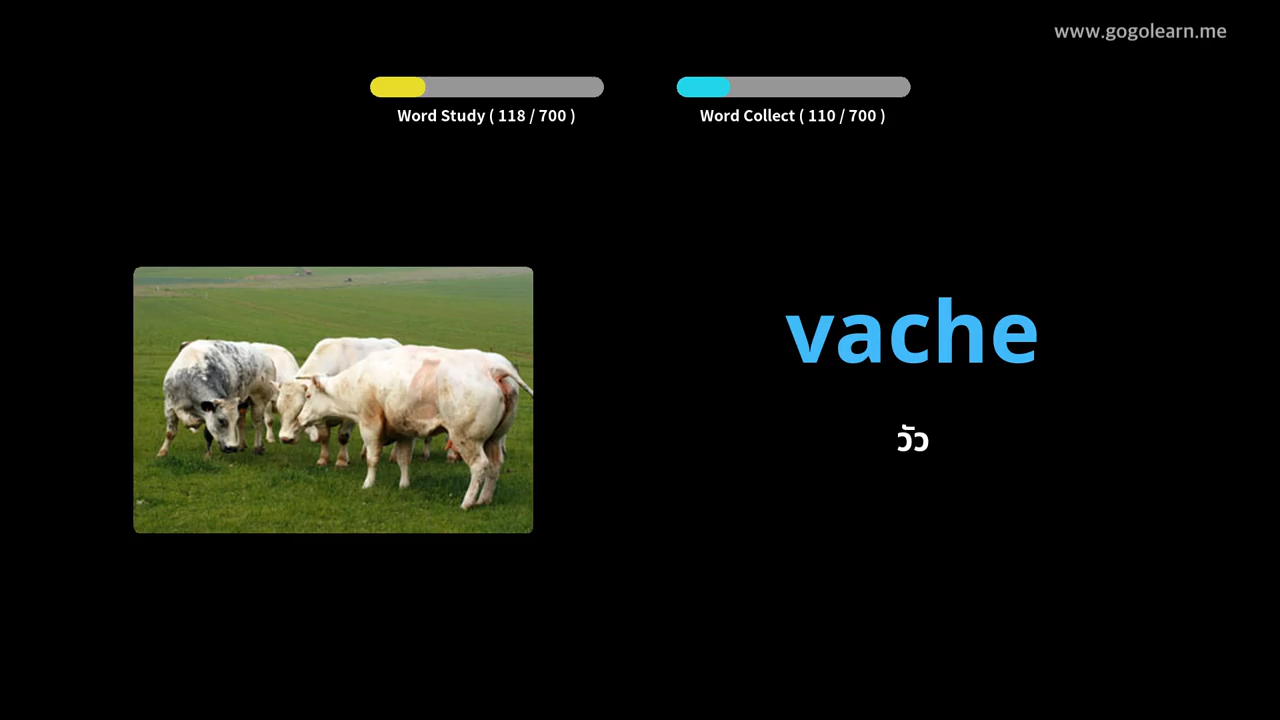 www.gogolearn.me
Word Study ( 118 / 700 )
Word Collect ( 110 / 700 )
vache
วัว